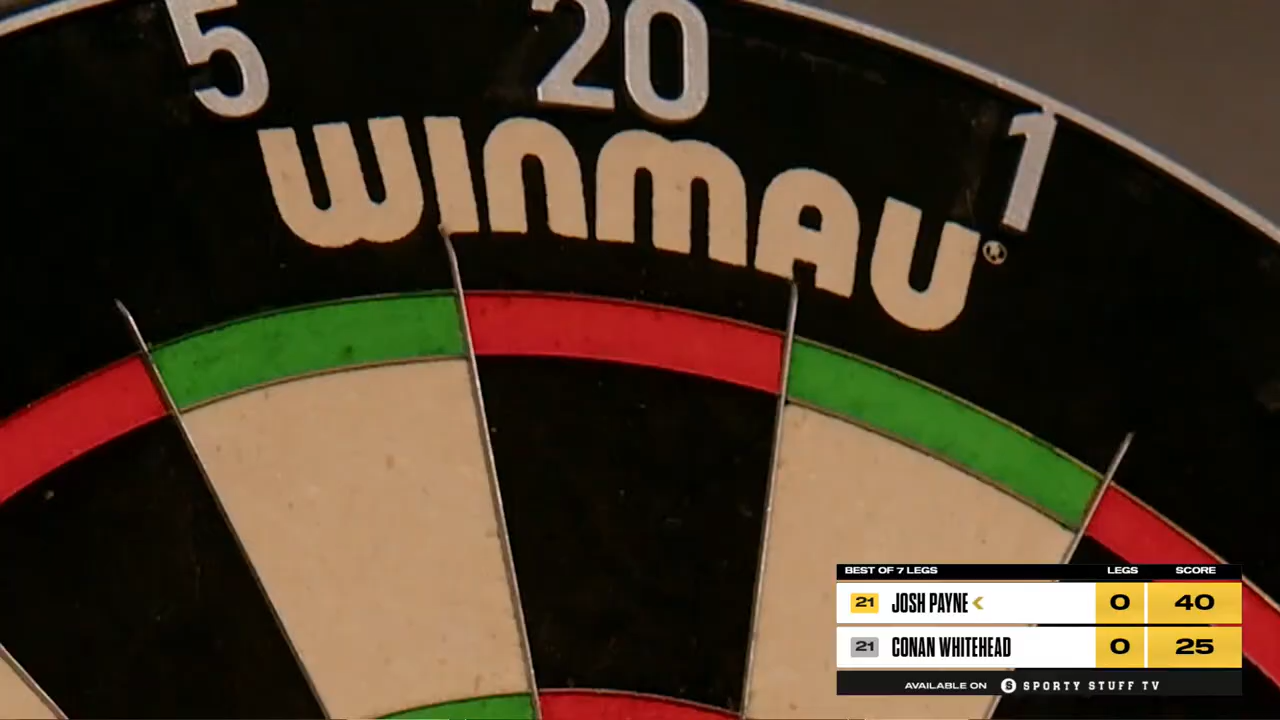 5 20 1
WINMAU®
BEST OF 7 LEGS LEGS SCORE
21 JOSH PAYNE 0 40
21 CONAN WHITEHEAD 0 25
AVAILABLE ON S SPORTY STUFF TV